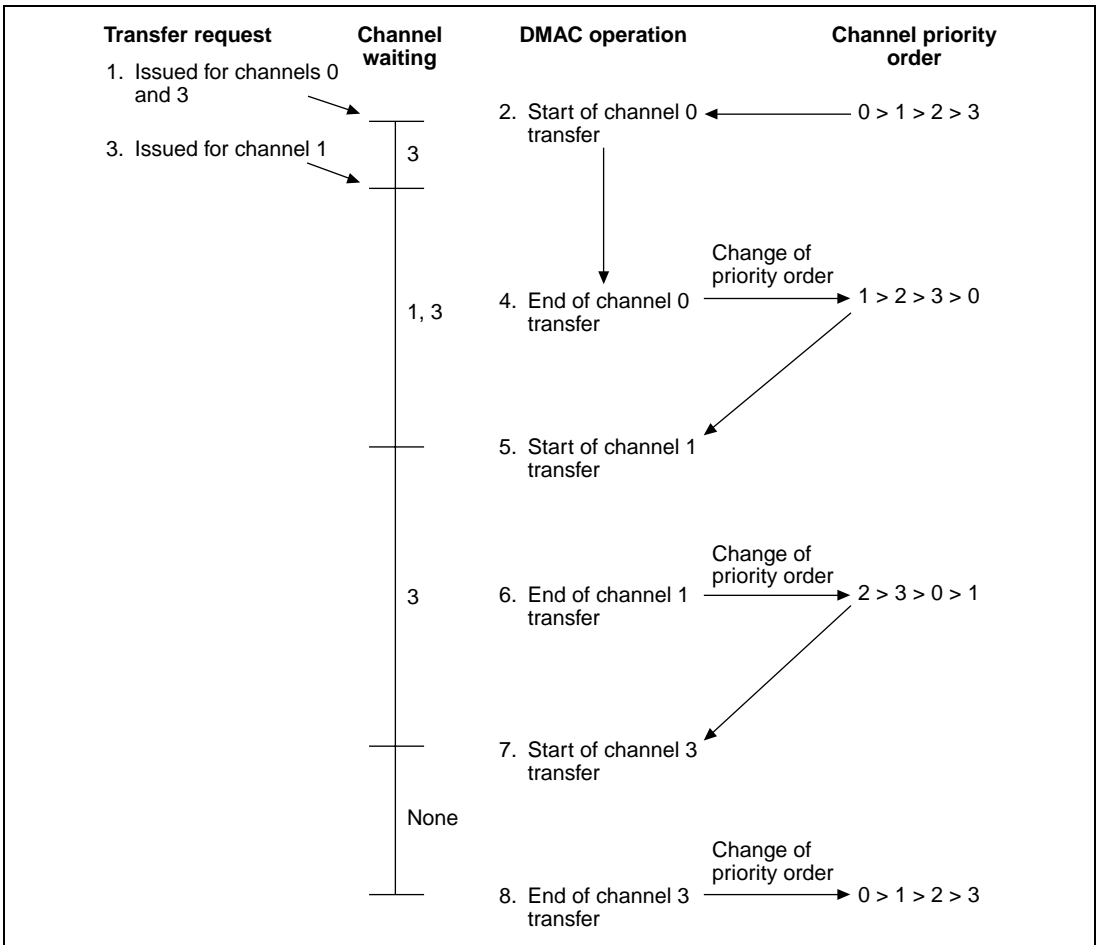 Transfer request
Channel
waiting
DMAC operation
Channel priority
order
1. Issued for channels 0
and 3
2. Start of channel 0
transfer
0 > 1 > 2 > 3
3. Issued for channel 1
3
Change of
priority order
4. End of channel 0
transfer
1 > 2 > 3 > 0
1, 3
5. Start of channel 1
transfer
Change of
priority order
3
6. End of channel 1
transfer
2 > 3 > 0 > 1
7. Start of channel 3
transfer
None
Change of
priority order
8. End of channel 3
transfer
0 > 1 > 2 > 3